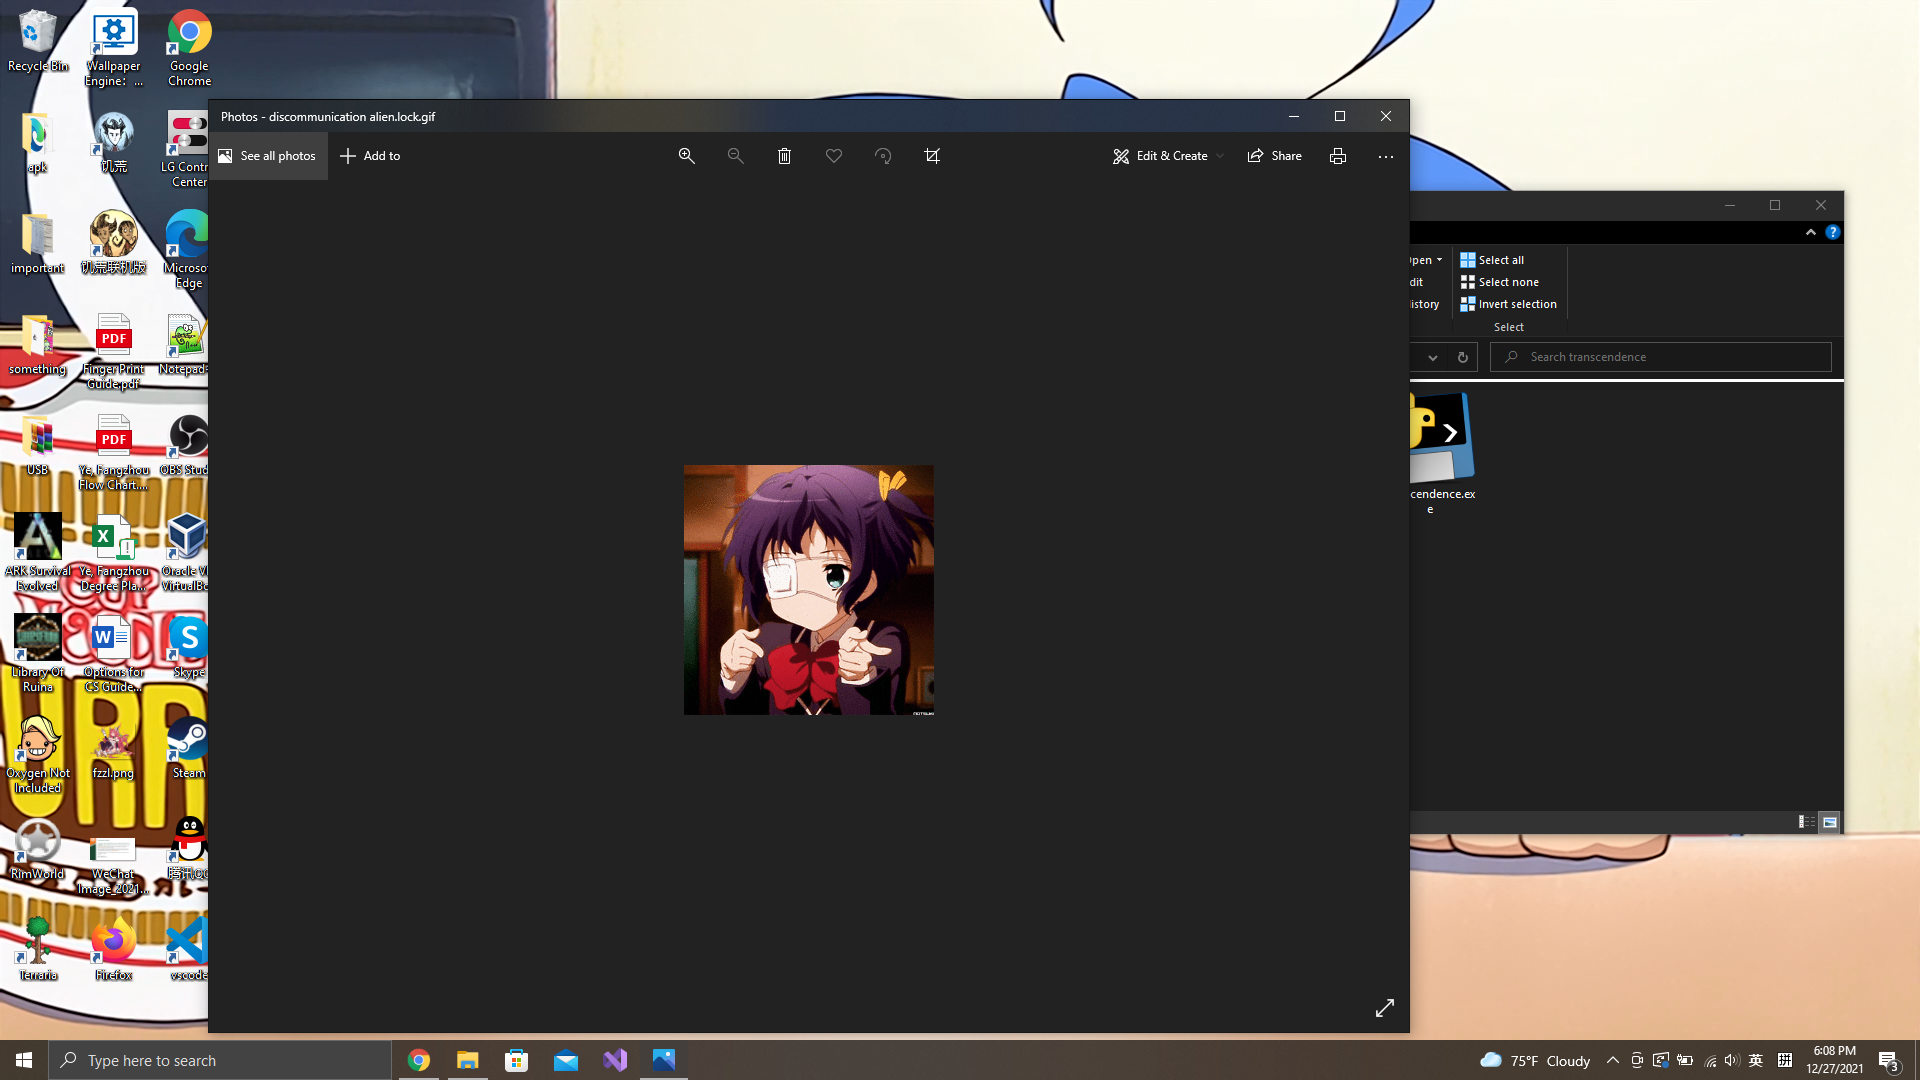 Recycle Bin
Wallpaper
Engine: ...
Google
Chrome
apk
饥荒
LG Contr
Center
important
饥荒联机版
Microso
Edge
something
PDF
Finger Print
Guide.pdf
Notepad
USB
PDF
Ye, Fangzhou
Flow Chart....
OBS Stud
ARK Survival
Evolved
Ye, Fangzhou
Degree Pla...
Oracle V
VirtualBo
Library Of
Ruina
Options for
CS Guide...
Skype
Oxygen Not
Included
fzzl.png
Steam
RimWorld
WeChat
Image_2021...
腾讯QQ
Terraria
Firefox
vscode
Photos - discommunication alien.lock.gif
See all photos
Add to
Edit & Create
Share
Open
dit
istory
Select all
Select none
Invert selection
Select
Search transcendence
cendence.ex
e
Type here to search
75°F Cloudy
英
拼
6:08 PM
12/27/2021
3